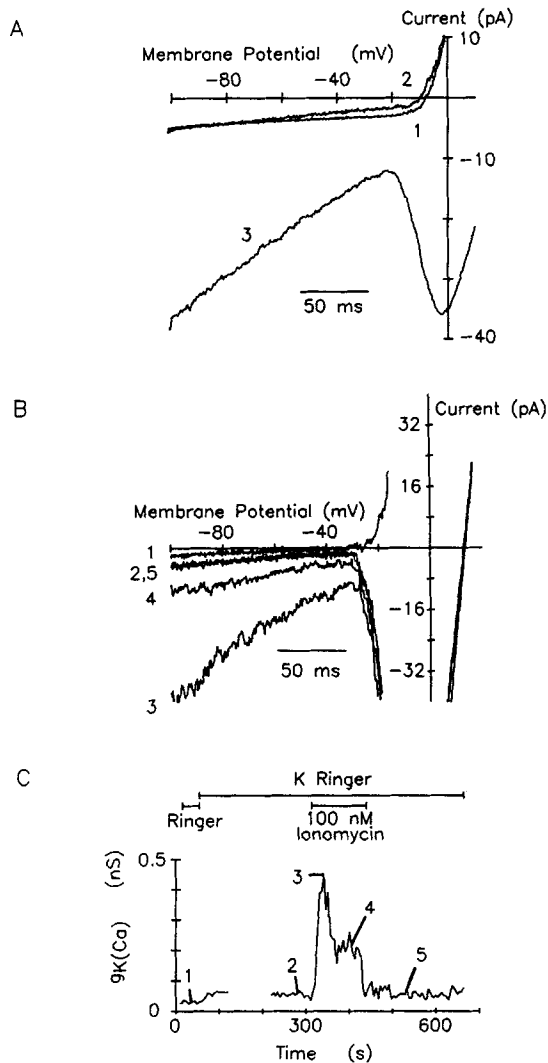 A
Current (pA)
10
Membrane Potential (mV)
-80
-40
2
1
-10
3
50 ms
-40
B
Current (pA)
32
16
Membrane Potential (mV)
-80
-40
1
2,5
4
-16
3
50 ms
-32
C
K Ringer
Ringer
100 nM
Ionomycin
gK(Ca) (nS)
0.5
3
4
1
2
5
0
0
300
600
Time (s)